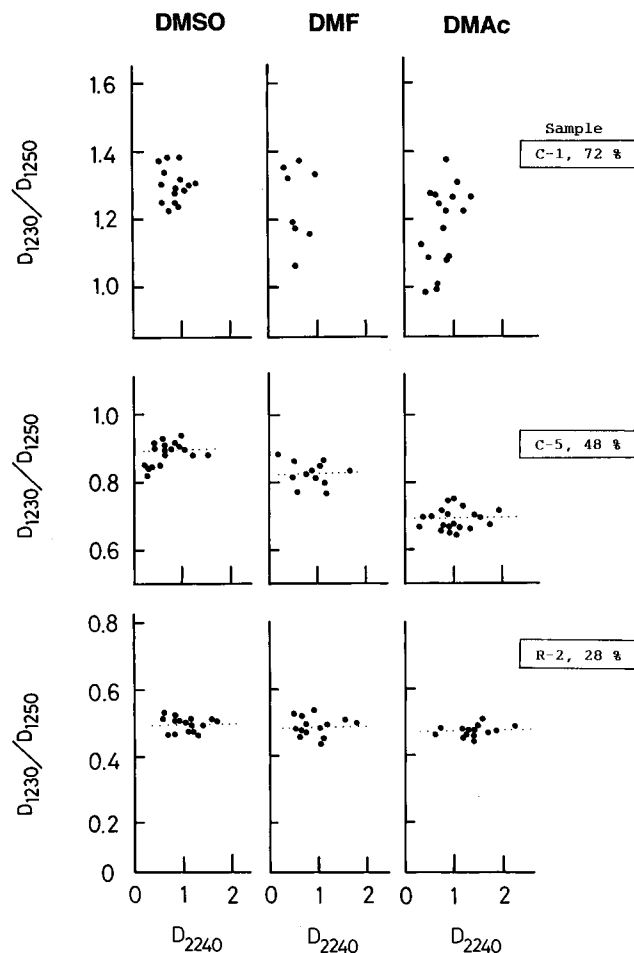 DMSO DMF DMAc
1.6
1.4
1.2
1.0
D1230/D1250
Sample
C-1, 72 %
1.0
0.8
0.6
D1230/D1250
C-5, 48 %
0.8
0.6
0.4
0.2
0
D1230/D1250
R-2, 28 %
0 1 2 0 1 2 0 1 2
D2240 D2240 D2240